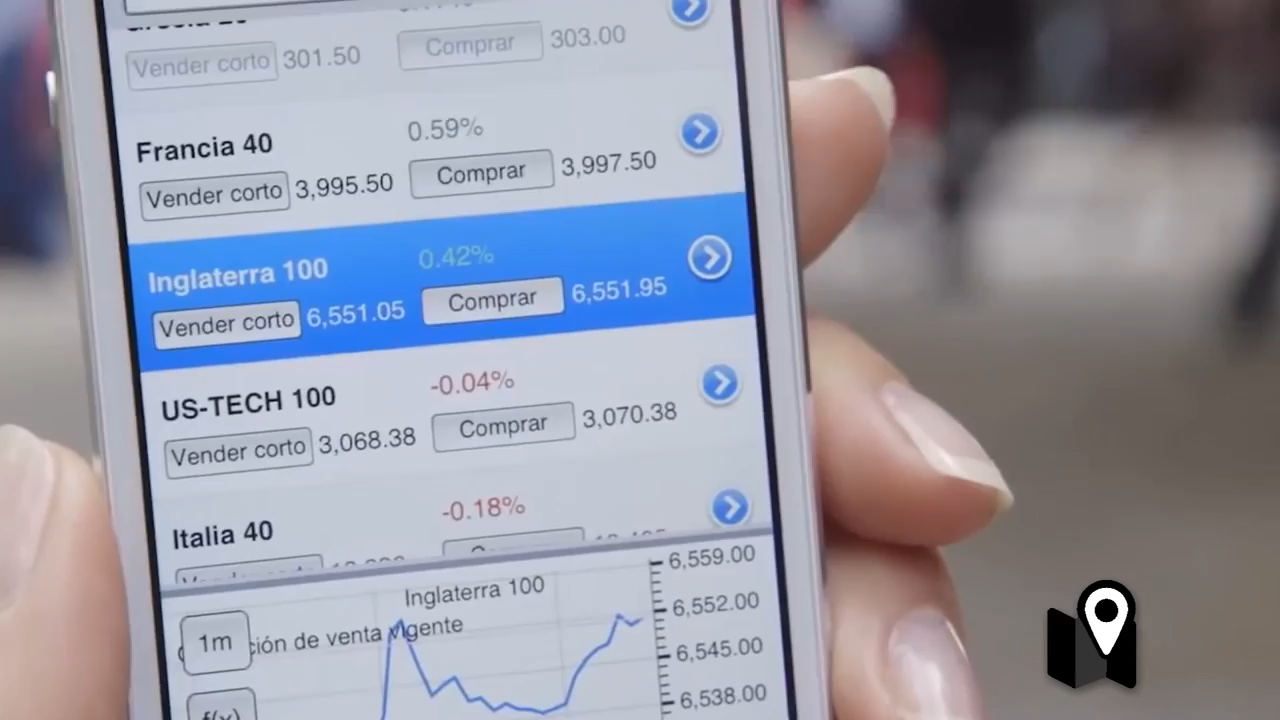 Vender corto 301.50 Comprar 303.00
Francia 40 0.59%
Vender corto 3,995.50 Comprar 3,997.50
Inglaterra 100 0.42%
Vender corto 6,551.05 Comprar 6,551.95
US-TECH 100 -0.04%
Vender corto 3,068.38 Comprar 3,070.38
Italia 40 -0.18%
Inglaterra 100
6,559.00
1m ción de venta vigente
6,552.00
6,545.00
f(x)
6,538.00